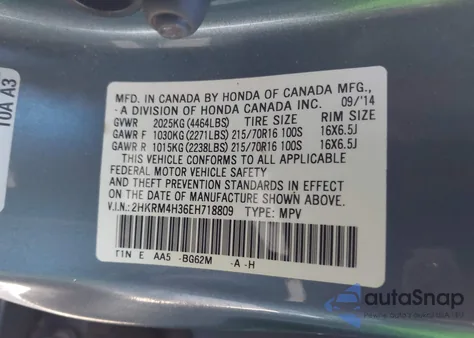 10A A3
MFD. IN CANADA BY HONDA OF CANADA MFG.,
-A DIVISION OF HONDA CANADA INC. 09/'14
GVWR 2025KG (4464LBS) TIRE SIZE RIM SIZE
GAWR F 1030KG (2271LBS) 215/70R16 100S 16X6.5J
GAWR R 1015KG (2238LBS) 215/70R16 100S 16X6.5J
THIS VEHICLE CONFORMS TO ALL APPLICABLE
FEDERAL MOTOR VEHICLE SAFETY
AND THEFT PREVENTION STANDARDS IN EFFECT ON
THE DATE OF MANUFACTURE SHOWN ABOVE.
V.I.N.: 2HKRM4H36EH718809 TYPE: MPV
AA5 -BG62M -A -H
autoSnap